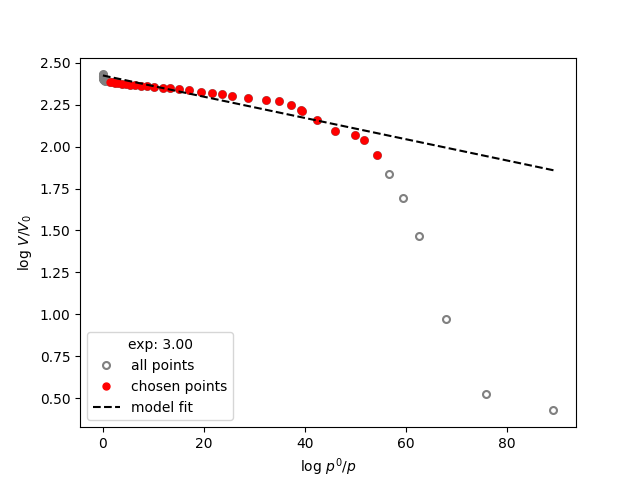 2.50
2.25
2.00
1.75
1.50
1.25
1.00
0.75
0.50
log V/V₀
exp: 3.00
all points
chosen points
model fit
0 20 40 60 80
log p⁰/p